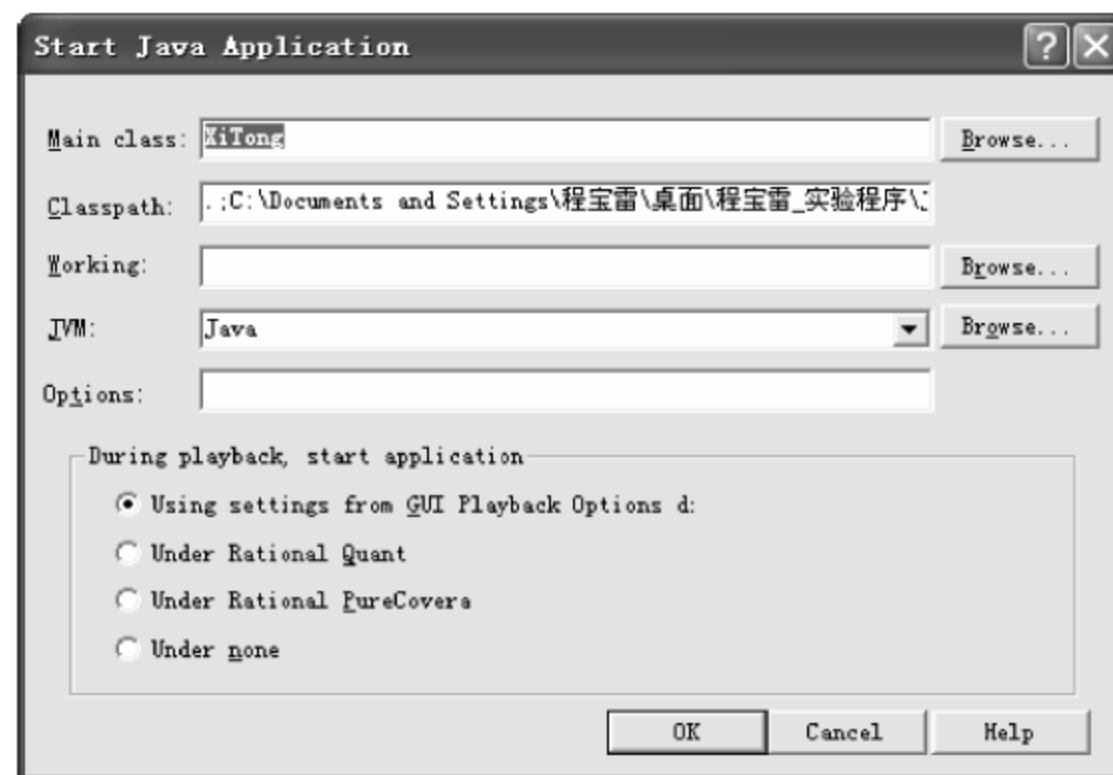 Start Java Application
Main class: XiTong Browse...
Classpath: .;C:\Documents and Settings\程宝雷\桌面\程宝雷_实验程序\
Working: Browse...
JVM: Java Browse...
Options:
During playback, start application
Using settings from GUI Playback Options d:
Under Rational Quant
Under Rational PureCovera
Under none
OK Cancel Help